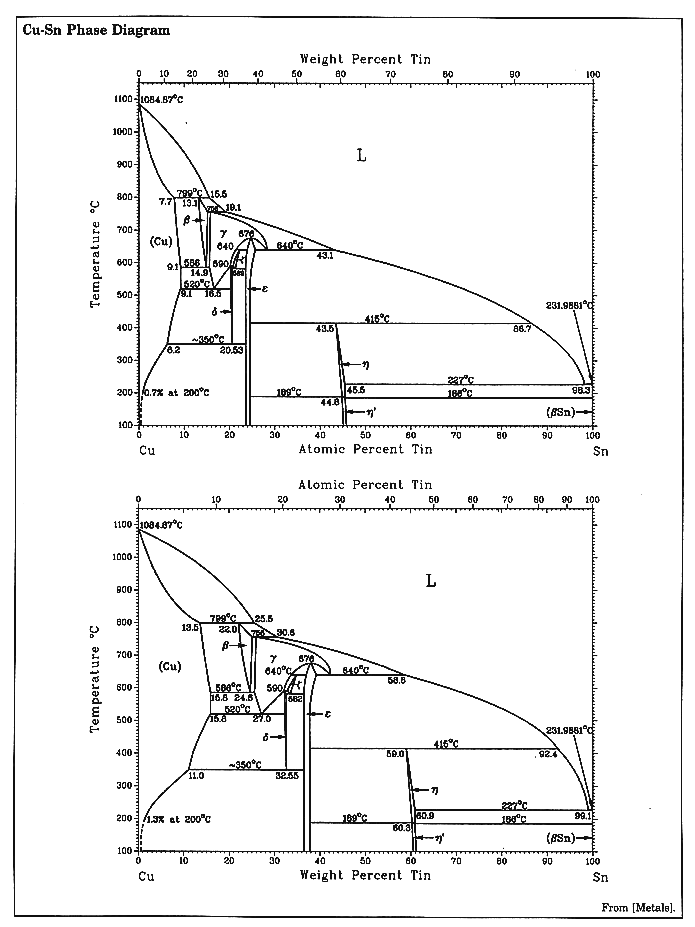 Cu-Sn Phase Diagram
Weight Percent Tin
0 10 20 30 40 50 60 70 80 90 100
1100
1084.87°C
1000
900
L
800
799°C
15.5
7.7
13.1
756
19.1
700
β
γ
676
(Cu)
640
640°C
43.1
600
586
590
582
9.1
14.9
ζ
520°C
500
9.1
16.5
ε
δ
231.9681°C
400
415°C
43.5
86.7
~350°C
6.2
20.53
300
η
227°C
0.7% at 200°C
45.5
98.3
200
189°C
186°C
44.8
η'
(βSn)
100
0 10 20 30 40 50 60 70 80 90 100
Cu
Atomic Percent Tin
Sn
Temperature °C
Atomic Percent Tin
0 10 20 30 40 50 60 70 80 90 100
1100
1084.87°C
1000
900
L
800
799°C
25.5
13.5
22.0
756
30.6
700
β
γ
676
(Cu)
640°C
640°C
58.6
600
586°C
590
582
15.8
24.6
ζ
520°C
500
15.8
27.0
ε
δ
231.9681°C
400
415°C
59.0
92.4
~350°C
11.0
32.55
300
η
227°C
1.3% at 200°C
60.9
99.1
200
189°C
186°C
60.3
η'
(βSn)
100
0 10 20 30 40 50 60 70 80 90 100
Cu
Weight Percent Tin
Sn
Temperature °C
From [Metals].